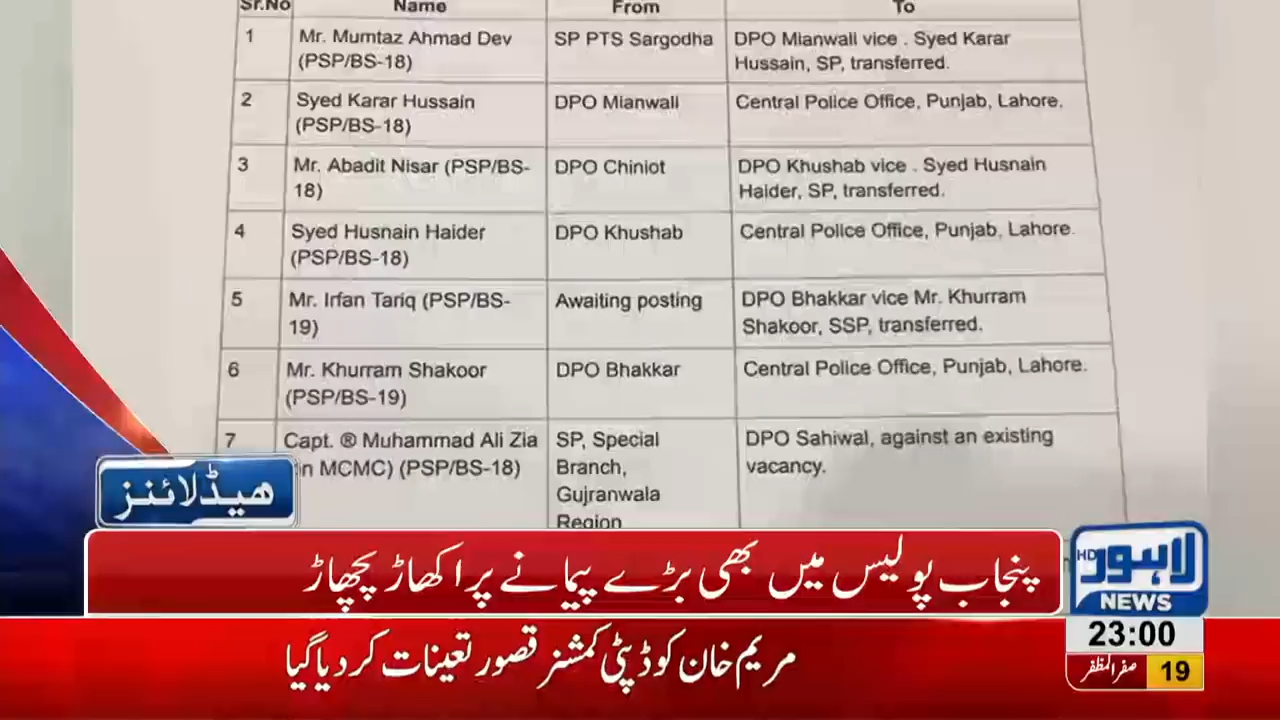 Sr.No Name From To
1 Mr. Mumtaz Ahmad Dev SP PTS Sargodha DPO Mianwali vice . Syed Karar
(PSP/BS-18) Hussain, SP, transferred.
2 Syed Karar Hussain DPO Mianwali Central Police Office, Punjab, Lahore.
(PSP/BS-18)
3 Mr. Abadit Nisar (PSP/BS- DPO Chiniot DPO Khushab vice . Syed Husnain
18) Haider, SP, transferred.
4 Syed Husnain Haider DPO Khushab Central Police Office, Punjab, Lahore.
(PSP/BS-18)
5 Mr. Irfan Tariq (PSP/BS- Awaiting posting DPO Bhakkar vice Mr. Khurram
19) Shakoor, SSP, transferred.
6 Mr. Khurram Shakoor DPO Bhakkar Central Police Office, Punjab, Lahore.
(PSP/BS-19)
7 Capt. ® Muhammad Ali Zia SP, Special DPO Sahiwal, against an existing
in MCMC) (PSP/BS-18) Branch, vacancy.
Gujranwala
Region
ہیڈلائنز
پنجاب پولیس میں بھی بڑے پیمانے پر اکھاڑ پچھاڑ
لاہور HD
NEWS
23:00
مریم خان کو ڈپٹی کمشنر قصور تعینات کر دیا گیا
19 صفر المظفر